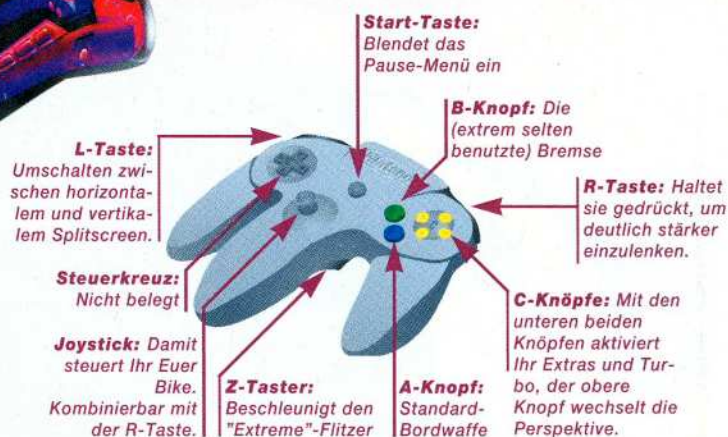 Start-Taste:
Blendet das
Pause-Menü ein
B-Knopf: Die
(extrem selten
benutzte) Bremse
L-Taste:
Umschalten zwi-
schen horizonta-
lem und vertika-
lem Splitscreen.
R-Taste: Haltet
sie gedrückt, um
deutlich stärker
einzulenken.
Steuerkreuz:
Nicht belegt
C-Knöpfe: Mit den
unteren beiden
Knöpfen aktiviert
Ihr Extras und Tur-
bo, der obere
Knopf wechselt die
Perspektive.
Joystick: Damit
steuert Ihr Euer
Bike.
Kombinierbar mit
der R-Taste.
Z-Taster:
Beschleunigt den
"Extreme"-Flitzer
A-Knopf:
Standard-
Bordwaffe